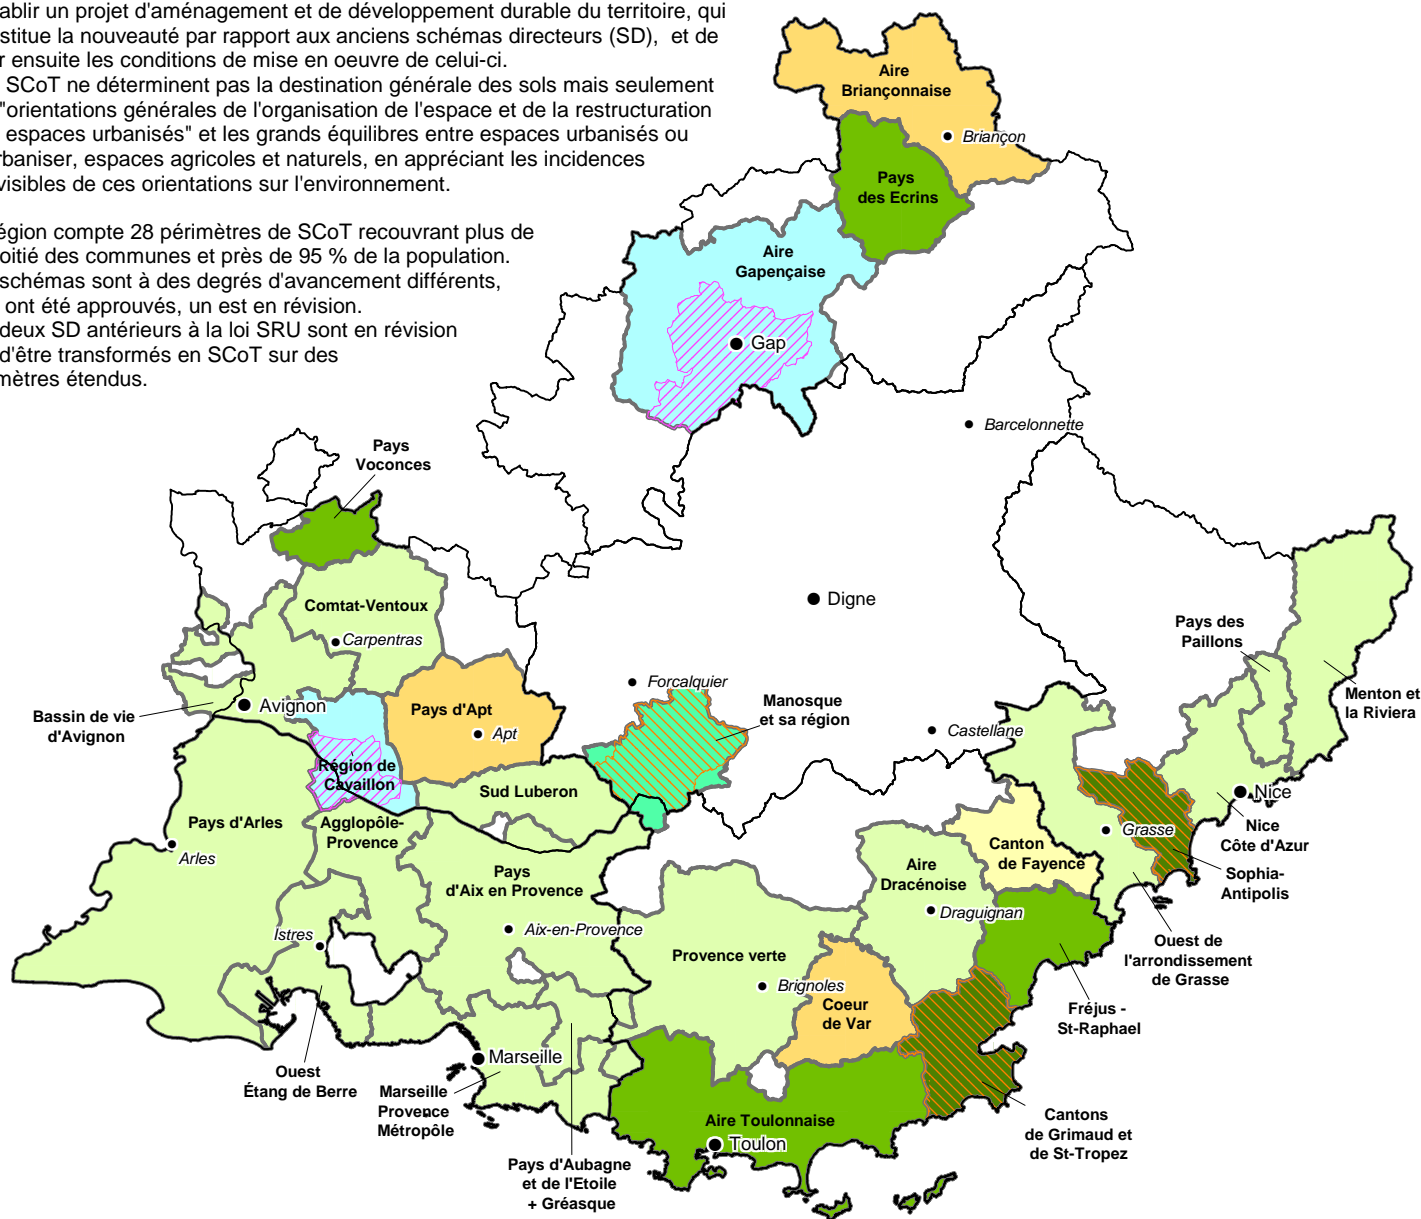 ablir un projet d'aménagement et de développement durable du territoire, qui
stitue la nouveauté par rapport aux anciens schémas directeurs (SD), et de
r ensuite les conditions de mise en oeuvre de celui-ci.
SCoT ne déterminent pas la destination générale des sols mais seulement
"orientations générales de l'organisation de l'espace et de la restructuration
espaces urbanisés" et les grands équilibres entre espaces urbanisés ou
rbaniser, espaces agricoles et naturels, en appréciant les incidences
visibles de ces orientations sur l'environnement.
égion compte 28 périmètres de SCoT recouvrant plus de
oitié des communes et près de 95 % de la population.
schémas sont à des degrés d'avancement différents,
ont été approuvés, un est en révision.
deux SD antérieurs à la loi SRU sont en révision
d'être transformés en SCoT sur des
mètres étendus.
Aire
Briançonnaise
Briançon
Pays
des Ecrins
Aire
Gapençaise
Gap
Barcelonnette
Pays
Voconces
Comtat-Ventoux
Carpentras
Digne
Pays des
Paillons
Forcalquier
Manosque
et sa région
Menton et
la Riviera
Bassin de vie
d'Avignon
Avignon
Pays d'Apt
Apt
Castellane
Région de
Cavaillon
Sud Luberon
Nice
Pays d'Arles
Arles
Agglopôle-
Provence
Grasse
Nice
Côte d'Azur
Canton
de Fayence
Aire
Dracénoise
Pays
d'Aix en Provence
Sophia-
Antipolis
Draguignan
Istres
Aix-en-Provence
Ouest de
l'arrondissement
de Grasse
Provence verte
Brignoles
Coeur
de Var
Fréjus -
St-Raphael
Marseille
Ouest
Étang de Berre
Marseille
Provence
Métropôle
Aire Toulonnaise
Toulon
Cantons
de Grimaud et
de St-Tropez
Pays d'Aubagne
et de l'Etoile
+ Gréasque